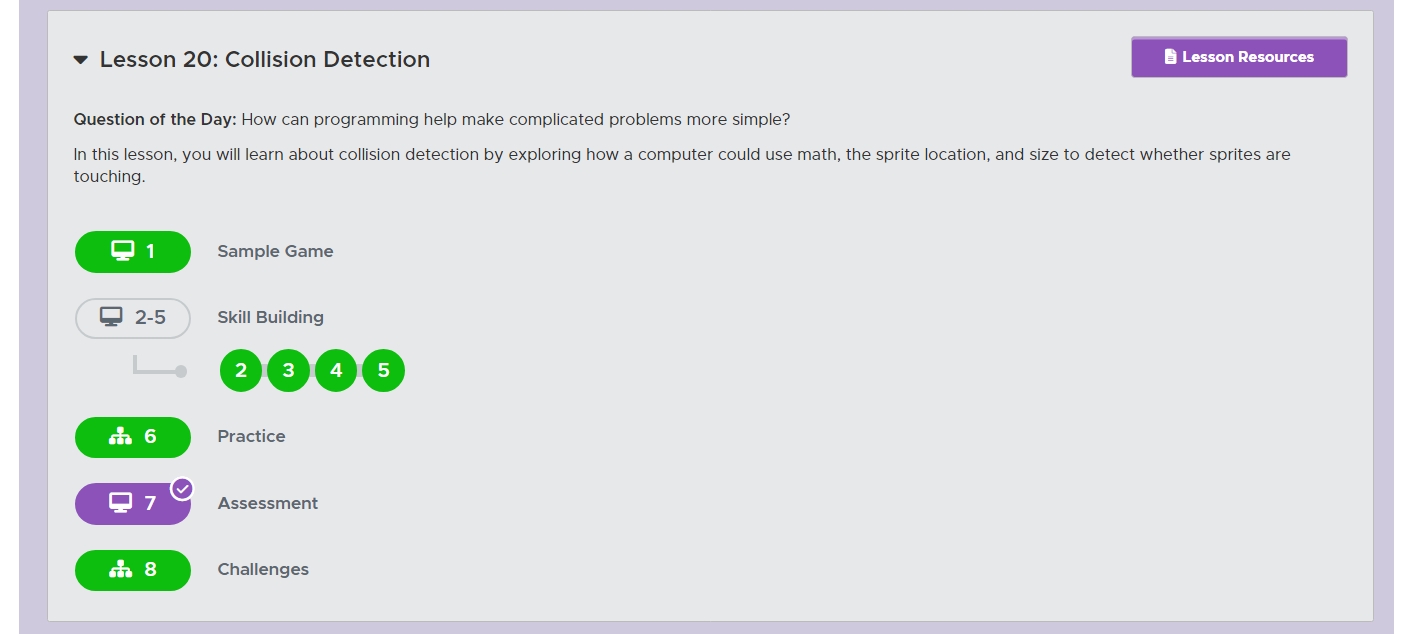 Lesson 20: Collision Detection
Lesson Resources
Question of the Day: How can programming help make complicated problems more simple?
In this lesson, you will learn about collision detection by exploring how a computer could use math, the sprite location, and size to detect whether sprites are
touching.
1 Sample Game
2-5 Skill Building
2 3 4 5
6 Practice
7 Assessment
8 Challenges